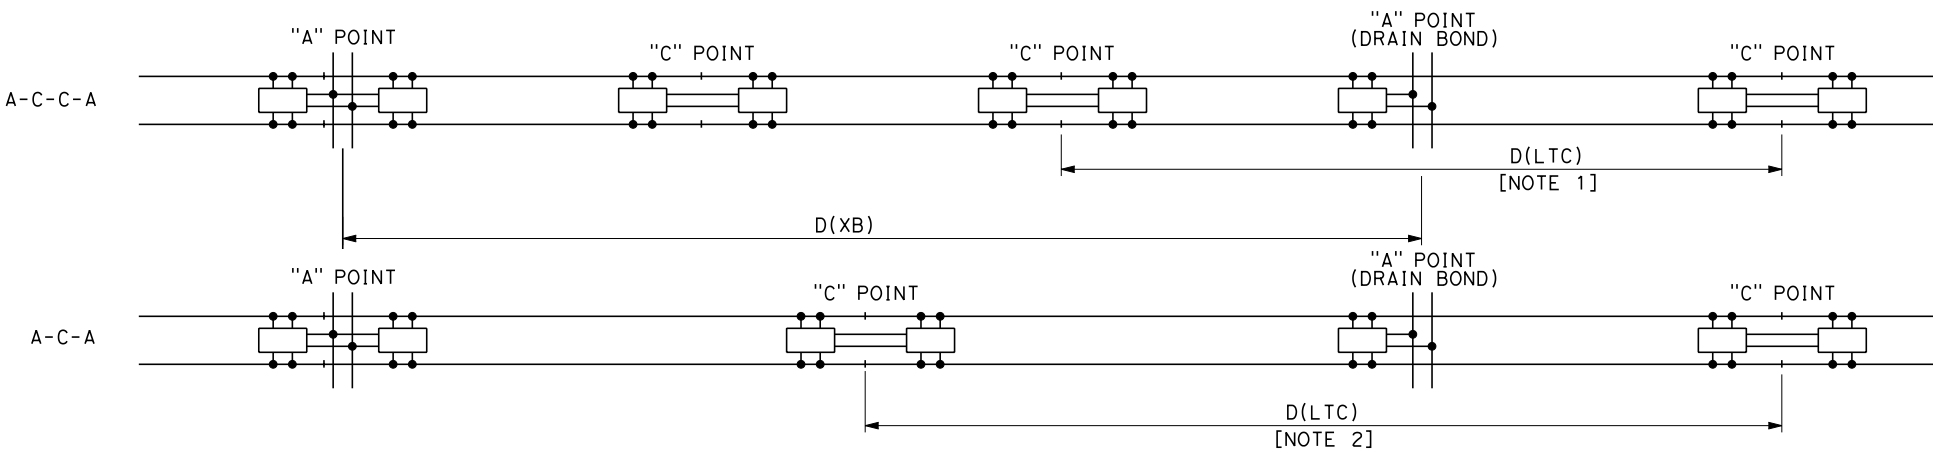 "A" POINT
"C" POINT
"C" POINT
"A" POINT
(DRAIN BOND)
"C" POINT
A-C-C-A
D(LTC)
[NOTE 1]
D(XB)
"A" POINT
"C" POINT
"A" POINT
(DRAIN BOND)
"C" POINT
A-C-A
D(LTC)
[NOTE 2]